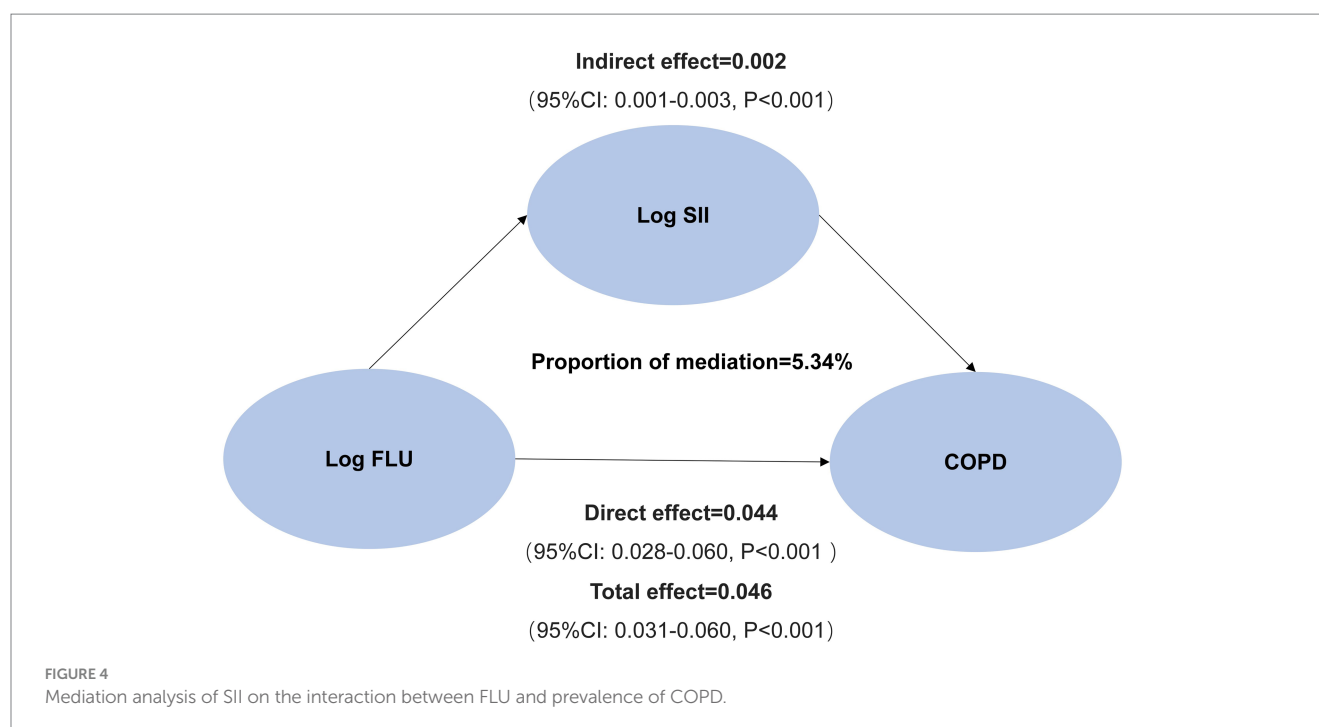 Indirect effect=0.002
(95%CI: 0.001-0.003, P<0.001)
Log SII
Proportion of mediation=5.34%
Log FLU
COPD
Direct effect=0.044
(95%CI: 0.028-0.060, P<0.001 )
Total effect=0.046
(95%CI: 0.031-0.060, P<0.001)
FIGURE 4
Mediation analysis of SII on the interaction between FLU and prevalence of COPD.